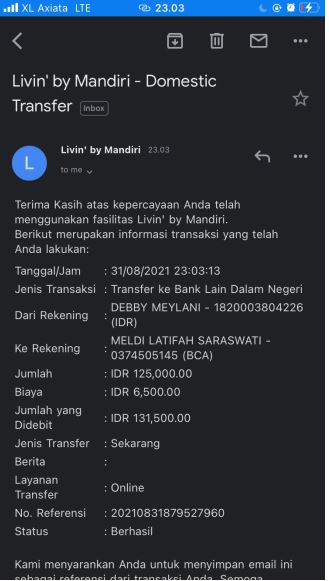 XL Axiata LTE 23.03
Livin' by Mandiri - Domestic
Transfer Inbox
Livin' by Mandiri 23.03
L
to me
Terima Kasih atas kepercayaan Anda telah
menggunakan fasilitas Livin' by Mandiri.
Berikut merupakan informasi transaksi yang telah
Anda lakukan:
Tanggal/Jam : 31/08/2021 23:03:13
Jenis Transaksi : Transfer ke Bank Lain Dalam Negeri
Dari Rekening : DEBBY MEYLANI - 1820003804226
(IDR)
Ke Rekening : MELDI LATIFAH SARASWATI -
0374505145 (BCA)
Jumlah : IDR 125,000.00
Biaya : IDR 6,500.00
Jumlah yang
Didebit : IDR 131,500.00
Jenis Transfer : Sekarang
Berita :
Layanan
Transfer : Online
No. Referensi : 20210831879527960
Status : Berhasil
Kami menyarankan Anda untuk menyimpan email ini
sebagai referensi dari transaksi Anda. Semoga